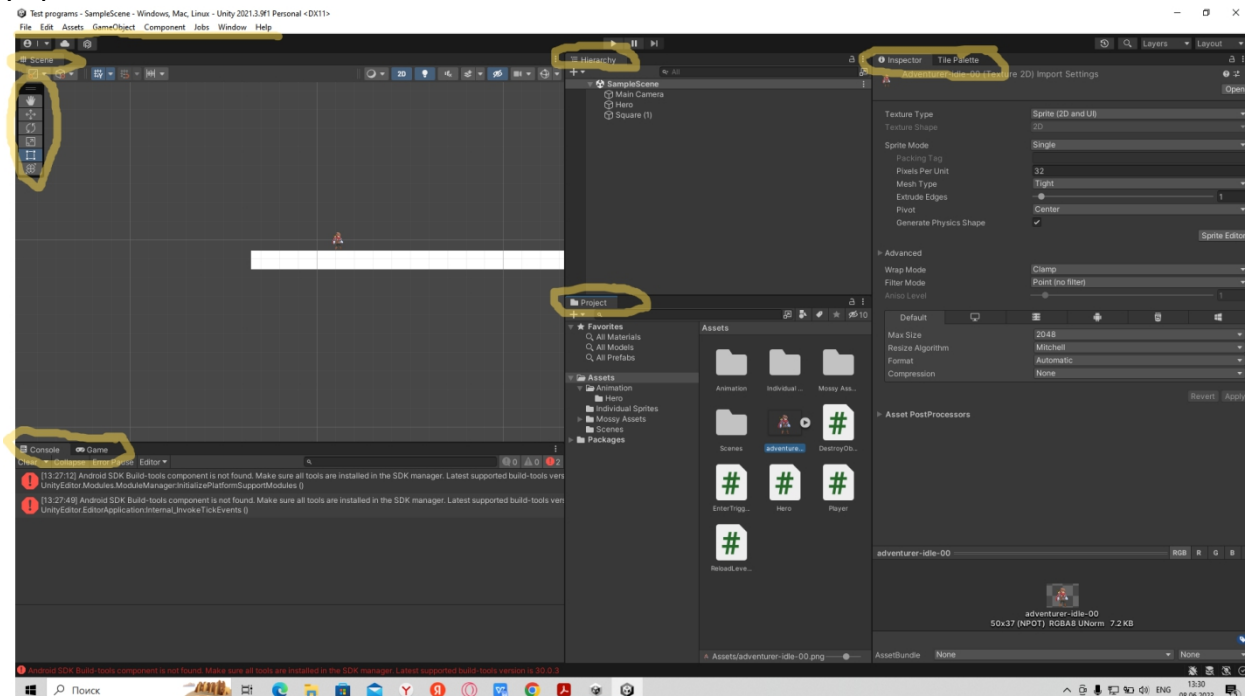 Test programs - SampleScene - Windows, Mac, Linux - Unity 2021.3.9f1 Personal <DX11>
File Edit Assets GameObject Component Jobs Window Help
Layers Layout
Scene
2D
Hierarchy
All
SampleScene
Main Camera
Hero
Square (1)
Inspector Tile Palette
Adventurer-idle-00 (Texture 2D) Import Settings
Open
Texture Type Sprite (2D and UI)
Texture Shape 2D
Sprite Mode Single
Packing Tag
Pixels Per Unit 32
Mesh Type Tight
Extrude Edges 1
Pivot Center
Generate Physics Shape
Sprite Editor
Advanced
Wrap Mode Clamp
Filter Mode Point (no filter)
Aniso Level 1
Default
Max Size 2048
Resize Algorithm Mitchell
Format Automatic
Compression None
Revert Apply
Asset PostProcessors
Project
10
Favorites
All Materials
All Models
All Prefabs
Assets
Animation
Hero
Individual Sprites
Mossy Assets
Scenes
Packages
Assets
Animation Individual ... Mossy Ass...
Scenes adventure... DestroyOb...
EnterTrigg... Hero Player
ReloadLeve...
Assets/adventurer-idle-00.png
Console Game
Clear Collapse Error Pause Editor 0 0 2
[13:27:12] Android SDK Build-tools component is not found. Make sure all tools are installed in the SDK manager. Latest supported build-tools vers
UnityEditor.Modules.ModuleManager:InitializePlatformSupportModules ()
[13:27:49] Android SDK Build-tools component is not found. Make sure all tools are installed in the SDK manager. Latest supported build-tools vers
UnityEditor.EditorApplication:Internal_InvokeTickEvents ()
adventurer-idle-00 RGB R G B
adventurer-idle-00
50x37 (NPOT) RGBA8 UNorm 7.2 KB
AssetBundle None None
Android SDK Build-tools component is not found. Make sure all tools are installed in the SDK manager. Latest supported build-tools version is 30.0.3
Поиск
ENG
13:30